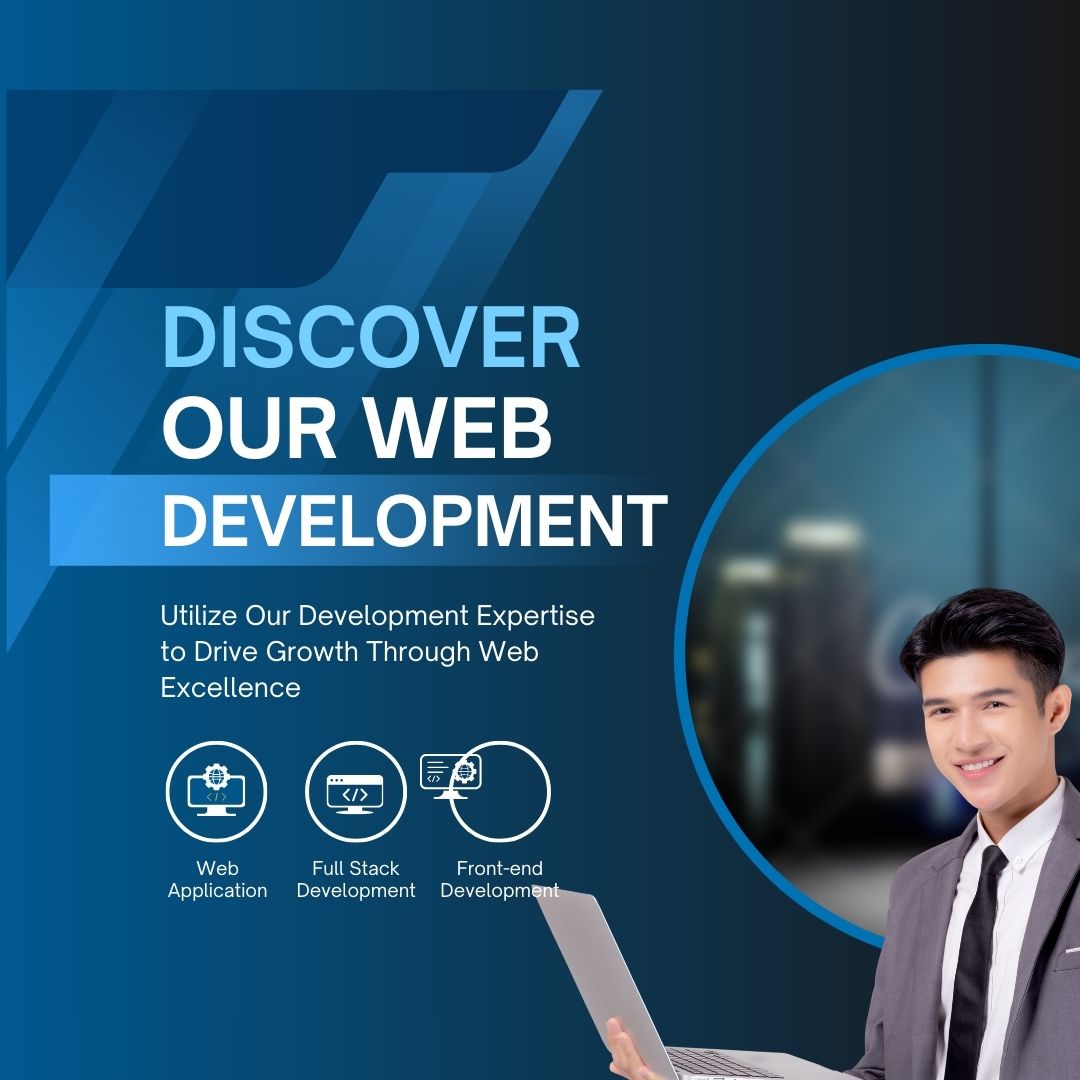 DISCOVER
OUR WEB
DEVELOPMENT
Utilize Our Development Expertise
to Drive Growth Through Web
Excellence
Web
Application
Full Stack
Development
Front-end
Development